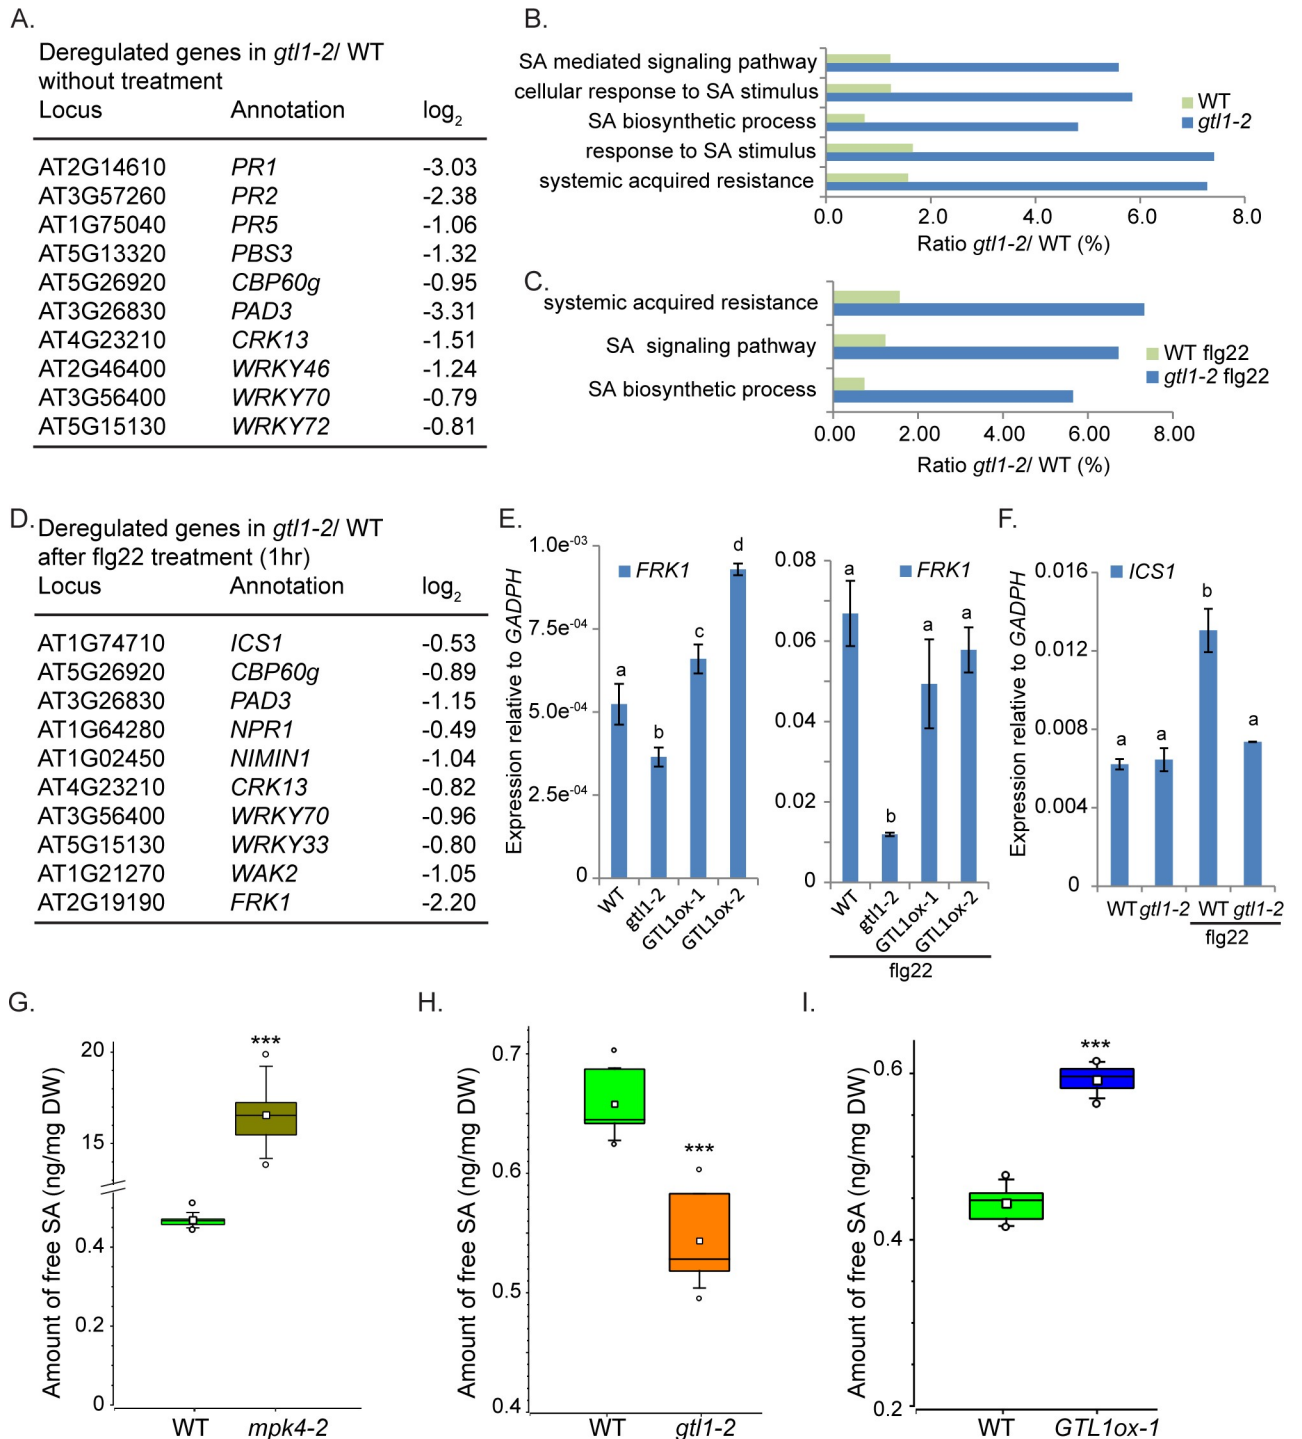 A.
Deregulated genes in gtl1-2/ WT
without treatment
Locus Annotation log2
AT2G14610 PR1 -3.03
AT3G57260 PR2 -2.38
AT1G75040 PR5 -1.06
AT5G13320 PBS3 -1.32
AT5G26920 CBP60g -0.95
AT3G26830 PAD3 -3.31
AT4G23210 CRK13 -1.51
AT2G46400 WRKY46 -1.24
AT3G56400 WRKY70 -0.79
AT5G15130 WRKY72 -0.81
B.
SA mediated signaling pathway
cellular response to SA stimulus
SA biosynthetic process
response to SA stimulus
systemic acquired resistance
WT
gtl1-2
0.0 2.0 4.0 6.0 8.0
Ratio gtl1-2/ WT (%)
C.
systemic acquired resistance
SA signaling pathway
SA biosynthetic process
WT flg22
gtl1-2 flg22
0.00 2.00 4.00 6.00 8.00
Ratio gtl1-2/ WT (%)
D.
Deregulated genes in gtl1-2/ WT
after flg22 treatment (1hr)
Locus Annotation log2
AT1G74710 ICS1 -0.53
AT5G26920 CBP60g -0.89
AT3G26830 PAD3 -1.15
AT1G64280 NPR1 -0.49
AT1G02450 NIMIN1 -1.04
AT4G23210 CRK13 -0.82
AT3G56400 WRKY70 -0.96
AT5G15130 WRKY33 -0.80
AT1G21270 WAK2 -1.05
AT2G19190 FRK1 -2.20
E.
Expression relative to GADPH
1.0e-03
7.5e-04
5.0e-04
2.5e-04
0
FRK1
a b c d
WT gtl1-2 GTL1ox-1 GTL1ox-2
0.08
0.06
0.04
0.02
0
FRK1
a b a a
WT gtl1-2 GTL1ox-1 GTL1ox-2
flg22
F.
Expression relative to GADPH
0.016
0.012
0.008
0.004
0
ICS1
a a b a
WT gtl1-2 WT gtl1-2
flg22
G.
Amount of free SA (ng/mg DW)
20
15
0.4
0.2
0
***
WT mpk4-2
H.
Amount of free SA (ng/mg DW)
0.7
0.6
0.5
0.4
***
WT gtl1-2
I.
Amount of free SA (ng/mg DW)
0.6
0.4
0.2
***
WT GTL1ox-1